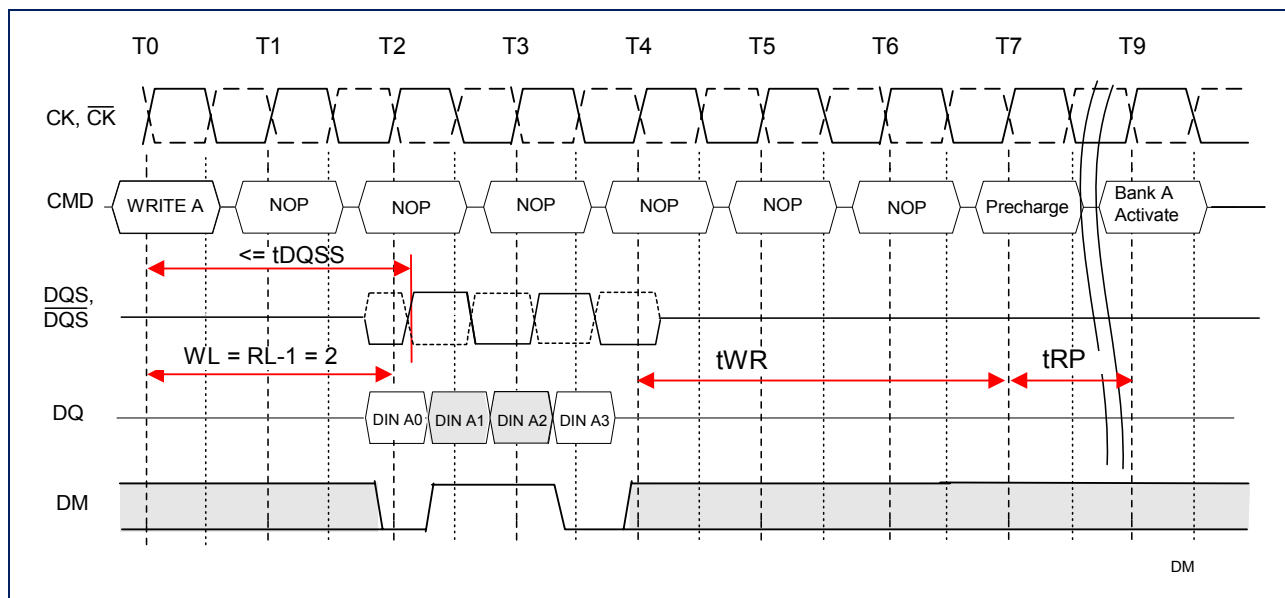 T0 T1 T2 T3 T4 T5 T6 T7 T9
CK, C̅K̅
CMD WRITE A NOP NOP NOP NOP NOP NOP Precharge Bank A
Activate
<= tDQSS
DQS,
D̅Q̅S̅
WL = RL-1 = 2 tWR tRP
DQ DIN A0 DIN A1 DIN A2 DIN A3
DM
DM